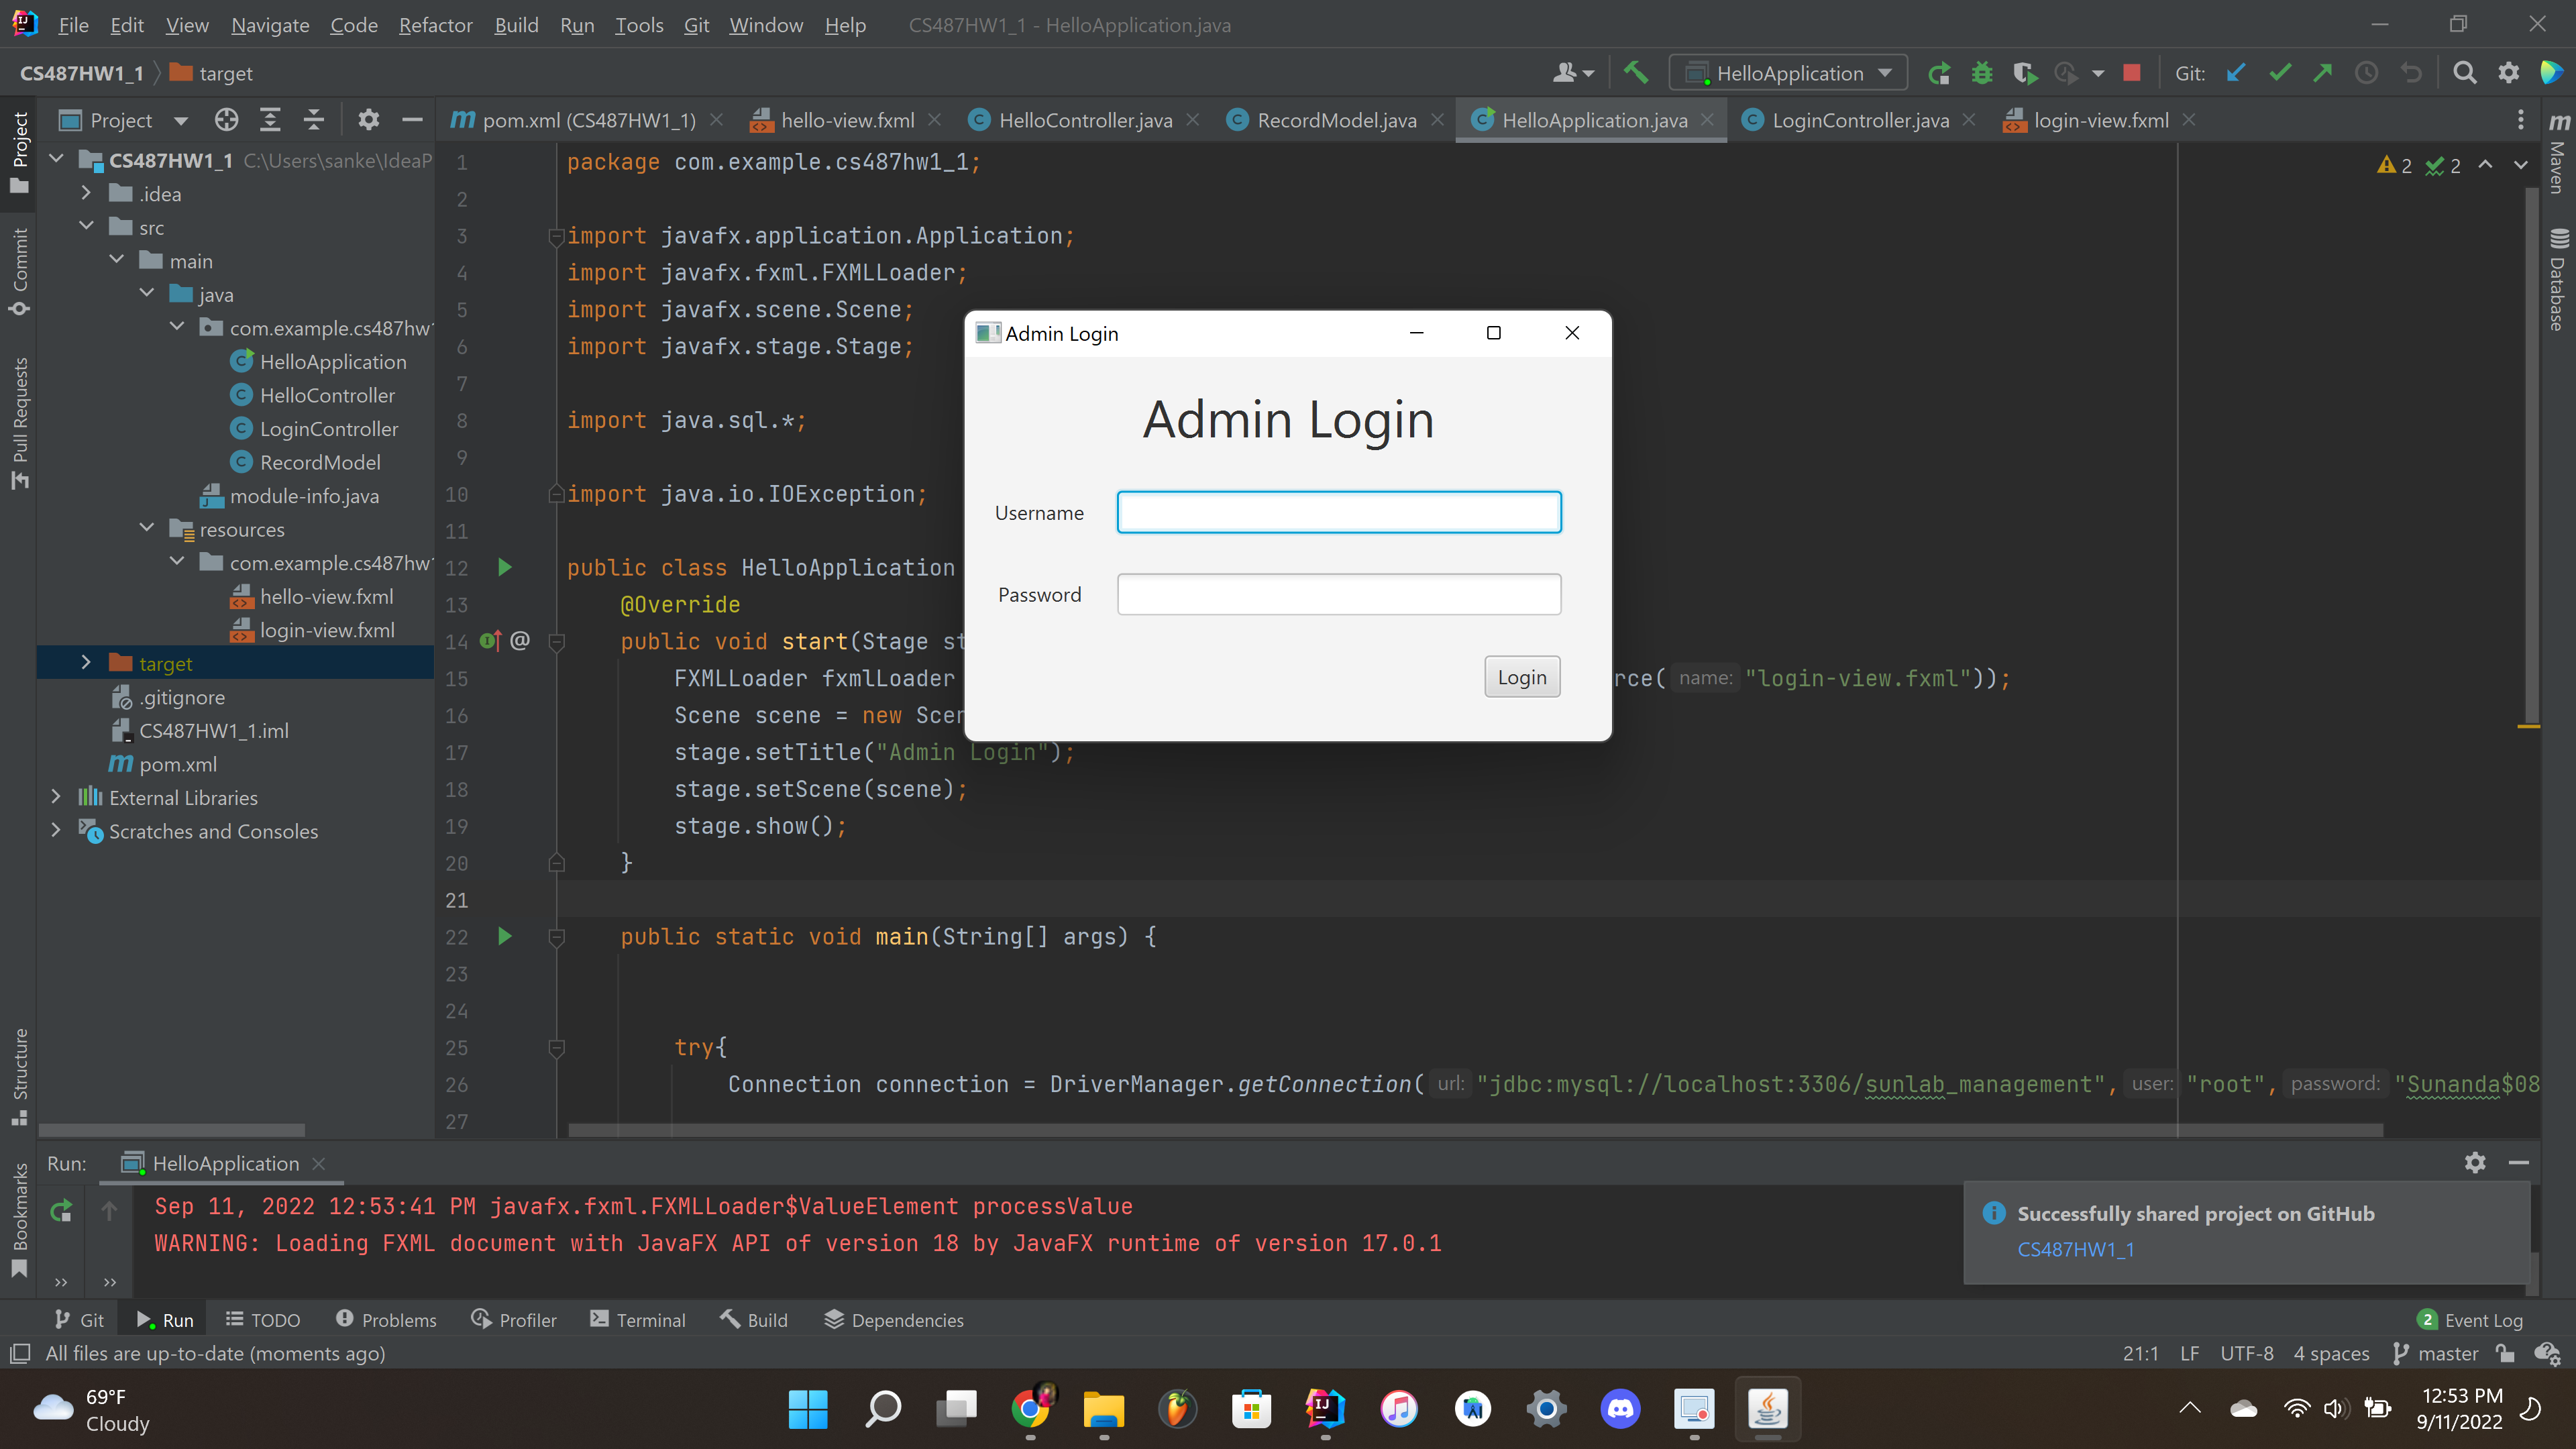 File Edit View Navigate Code Refactor Build Run Tools Git Window Help CS487HW1_1 - HelloApplication.java
CS487HW1_1 target HelloApplication Git:
Project
pom.xml (CS487HW1_1) hello-view.fxml HelloController.java RecordModel.java HelloApplication.java LoginController.java login-view.fxml
Project
Commit
Pull Requests
Structure
Bookmarks
CS487HW1_1 C:\Users\sanke\IdeaP
.idea
src
main
java
com.example.cs487hw1
HelloApplication
HelloController
LoginController
RecordModel
module-info.java
resources
com.example.cs487hw1
hello-view.fxml
login-view.fxml
target
.gitignore
CS487HW1_1.iml
pom.xml
External Libraries
Scratches and Consoles
1 package com.example.cs487hw1_1;
2
3 import javafx.application.Application;
4 import javafx.fxml.FXMLLoader;
5 import javafx.scene.Scene;
6 import javafx.stage.Stage;
7
8 import java.sql.*;
9
10 import java.io.IOException;
11
12 public class HelloApplication
13 @Override
14 public void start(Stage st
15 FXMLLoader fxmlLoader rce( name: "login-view.fxml"));
16 Scene scene = new Scen
17 stage.setTitle("Admin Login");
18 stage.setScene(scene);
19 stage.show();
20 }
21
22 public static void main(String[] args) {
23
24
25 try{
26 Connection connection = DriverManager.getConnection( url: "jdbc:mysql://localhost:3306/sunlab_management", user: "root", password: "Sunanda$08
27
2 2
Maven
Database
Admin Login
Admin Login
Username
Password
Login
Run: HelloApplication
Sep 11, 2022 12:53:41 PM javafx.fxml.FXMLLoader$ValueElement processValue
WARNING: Loading FXML document with JavaFX API of version 18 by JavaFX runtime of version 17.0.1
Successfully shared project on GitHub
CS487HW1_1
Git Run TODO Problems Profiler Terminal Build Dependencies 2 Event Log
All files are up-to-date (moments ago) 21:1 LF UTF-8 4 spaces master
69°F
Cloudy
12:53 PM
9/11/2022